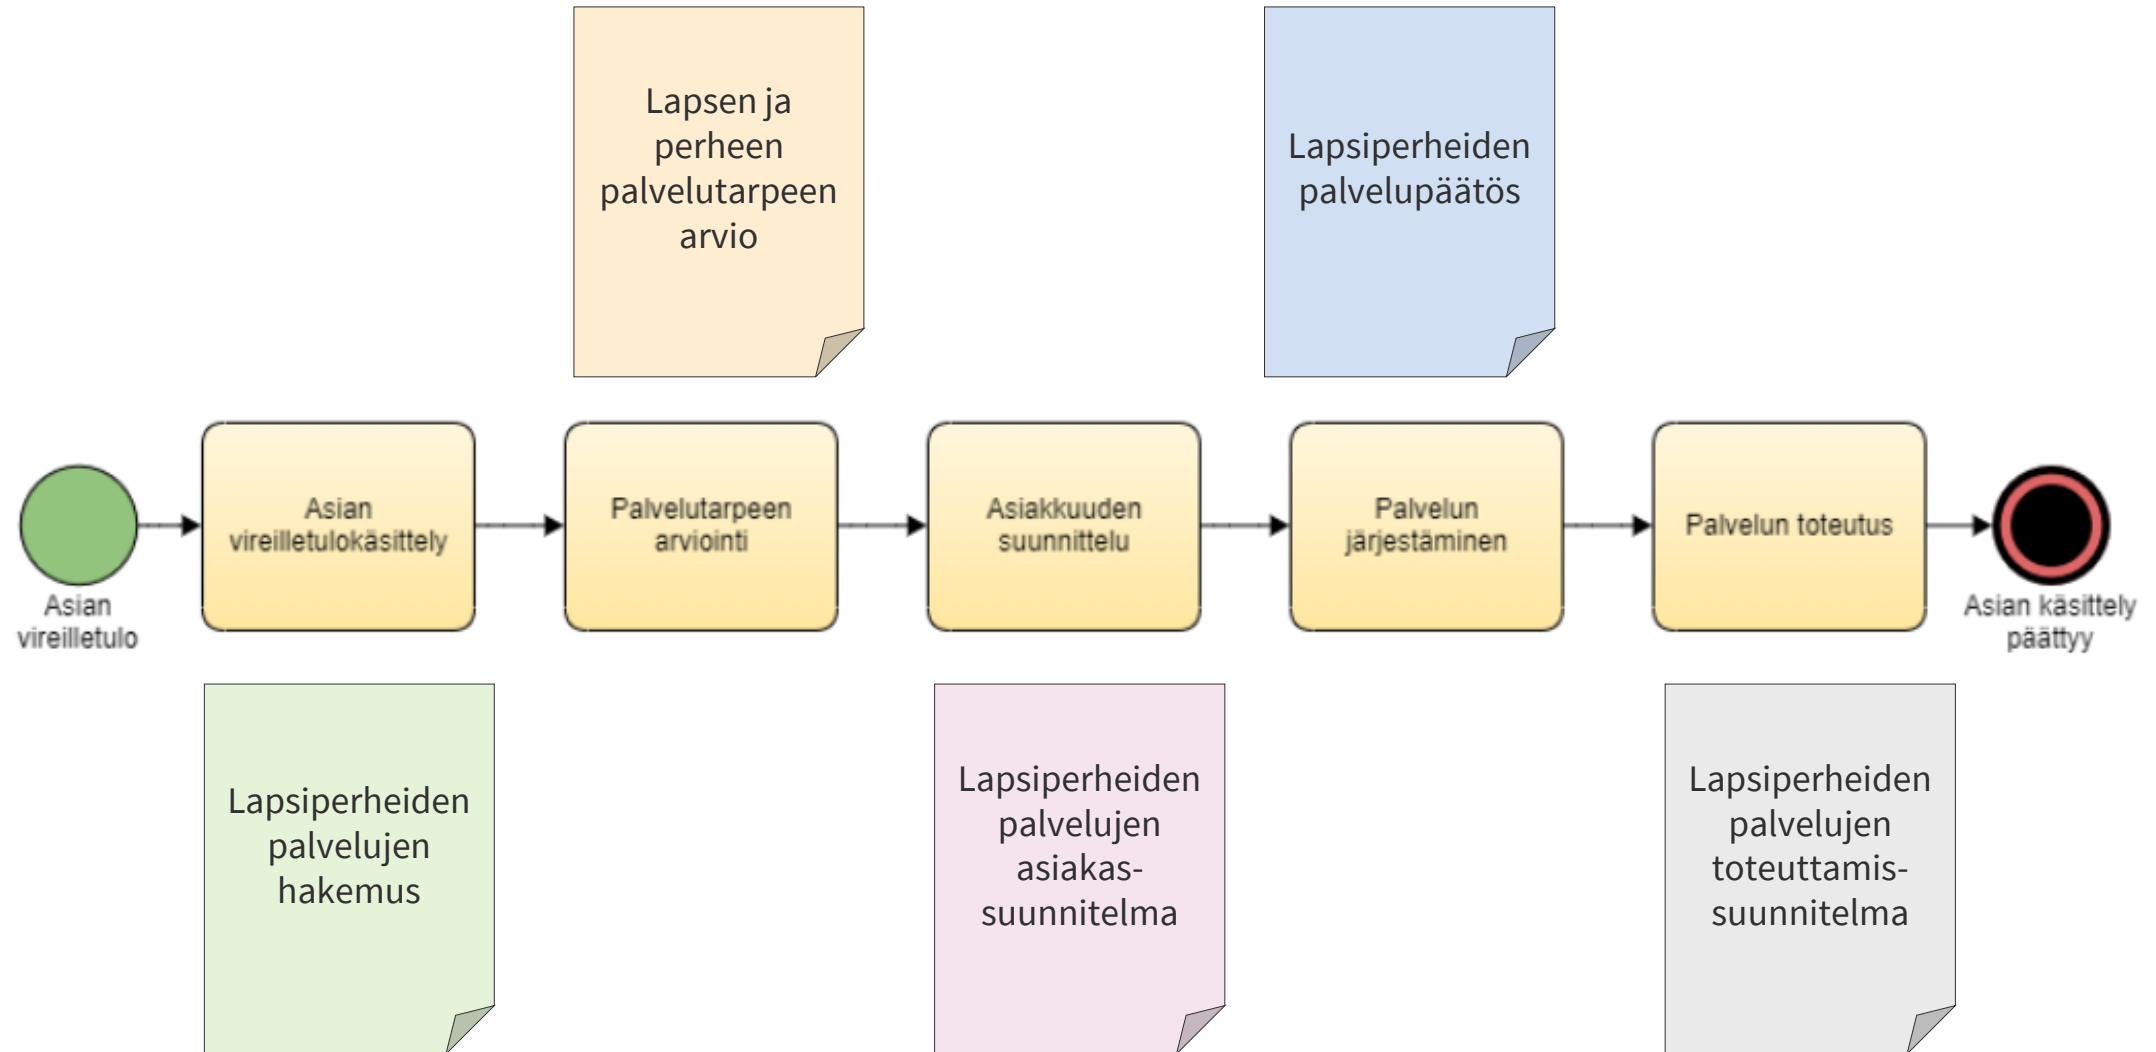 Lapsen ja
perheen
palvelutarpeen
arvio
Lapsiperheiden
palvelupäätös
Asian
vireilletulo
Asian
vireilletulokäsittely
Palvelutarpeen
arviointi
Asiakkuuden
suunnittelu
Palvelun
järjestäminen
Palvelun toteutus
Asian käsittely
päättyy
Lapsiperheiden
palvelujen
hakemus
Lapsiperheiden
palvelujen
asiakas-
suunnitelma
Lapsiperheiden
palvelujen
toteuttamis-
suunnitelma